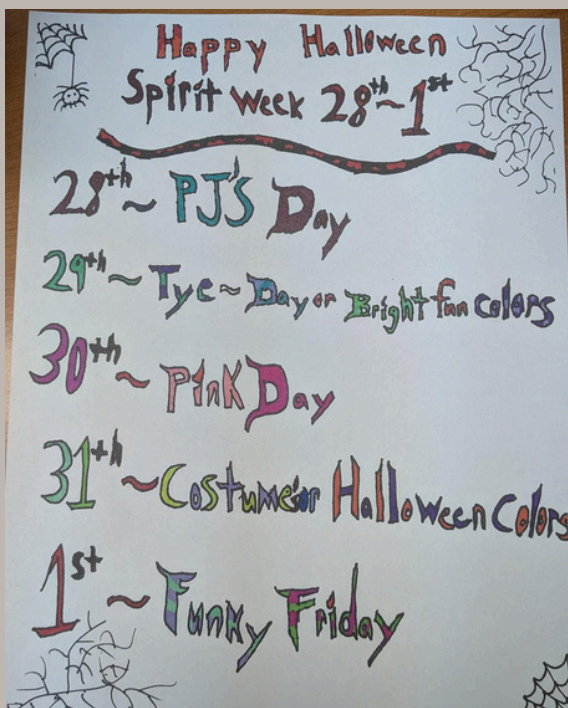 Happy Halloween
Spirit Week 28th~1st
28th~ PJ's Day
29th~ Tye~Day or Bright fun colors
30th~ Pink Day
31th~Costume or Halloween Colors
1st~ Funky Friday